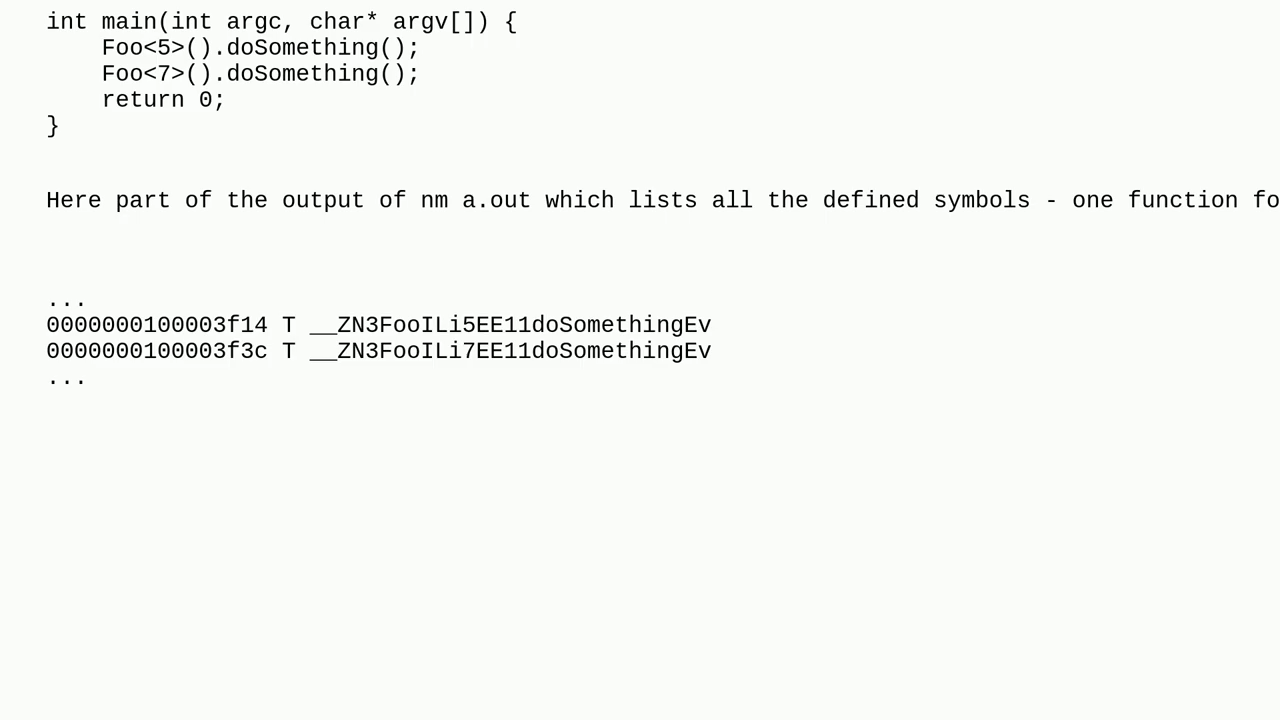 int main(int argc, char* argv[]) {
    Foo<5>().doSomething();
    Foo<7>().doSomething();
    return 0;
}
Here part of the output of nm a.out which lists all the defined symbols - one function fo
...
0000000100003f14 T __ZN3FooILi5EE11doSomethingEv
0000000100003f3c T __ZN3FooILi7EE11doSomethingEv
...